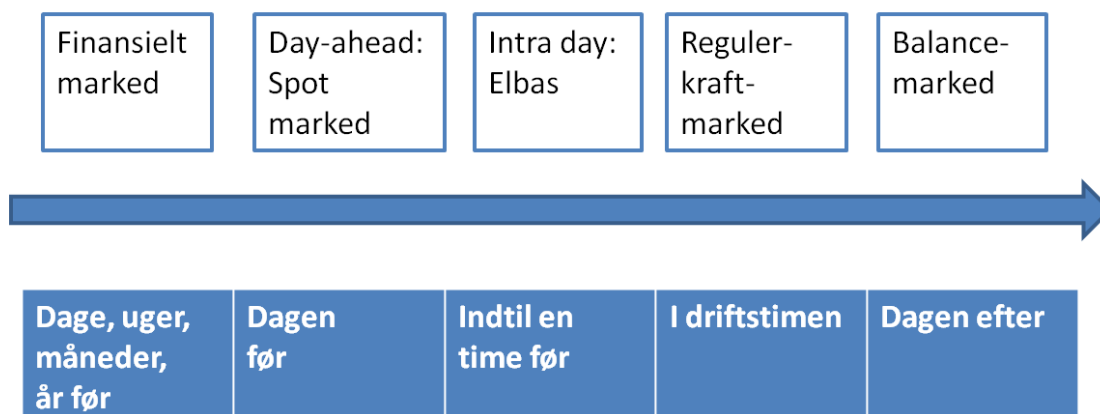 Finansielt
marked
Day-ahead:
Spot
marked
Intra day:
Elbas
Reguler-
kraft-
marked
Balance-
marked
Dage, uger,
måneder,
år før
Dagen
før
Indtil en
time før
I driftstimen
Dagen efter